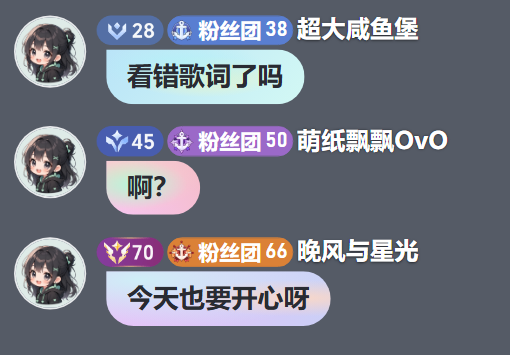 28 粉丝团 38 超大咸鱼堡
看错歌词了吗
45 粉丝团 50 萌纸飘飘OvO
啊？
70 粉丝团 66 晚风与星光
今天也要开心呀